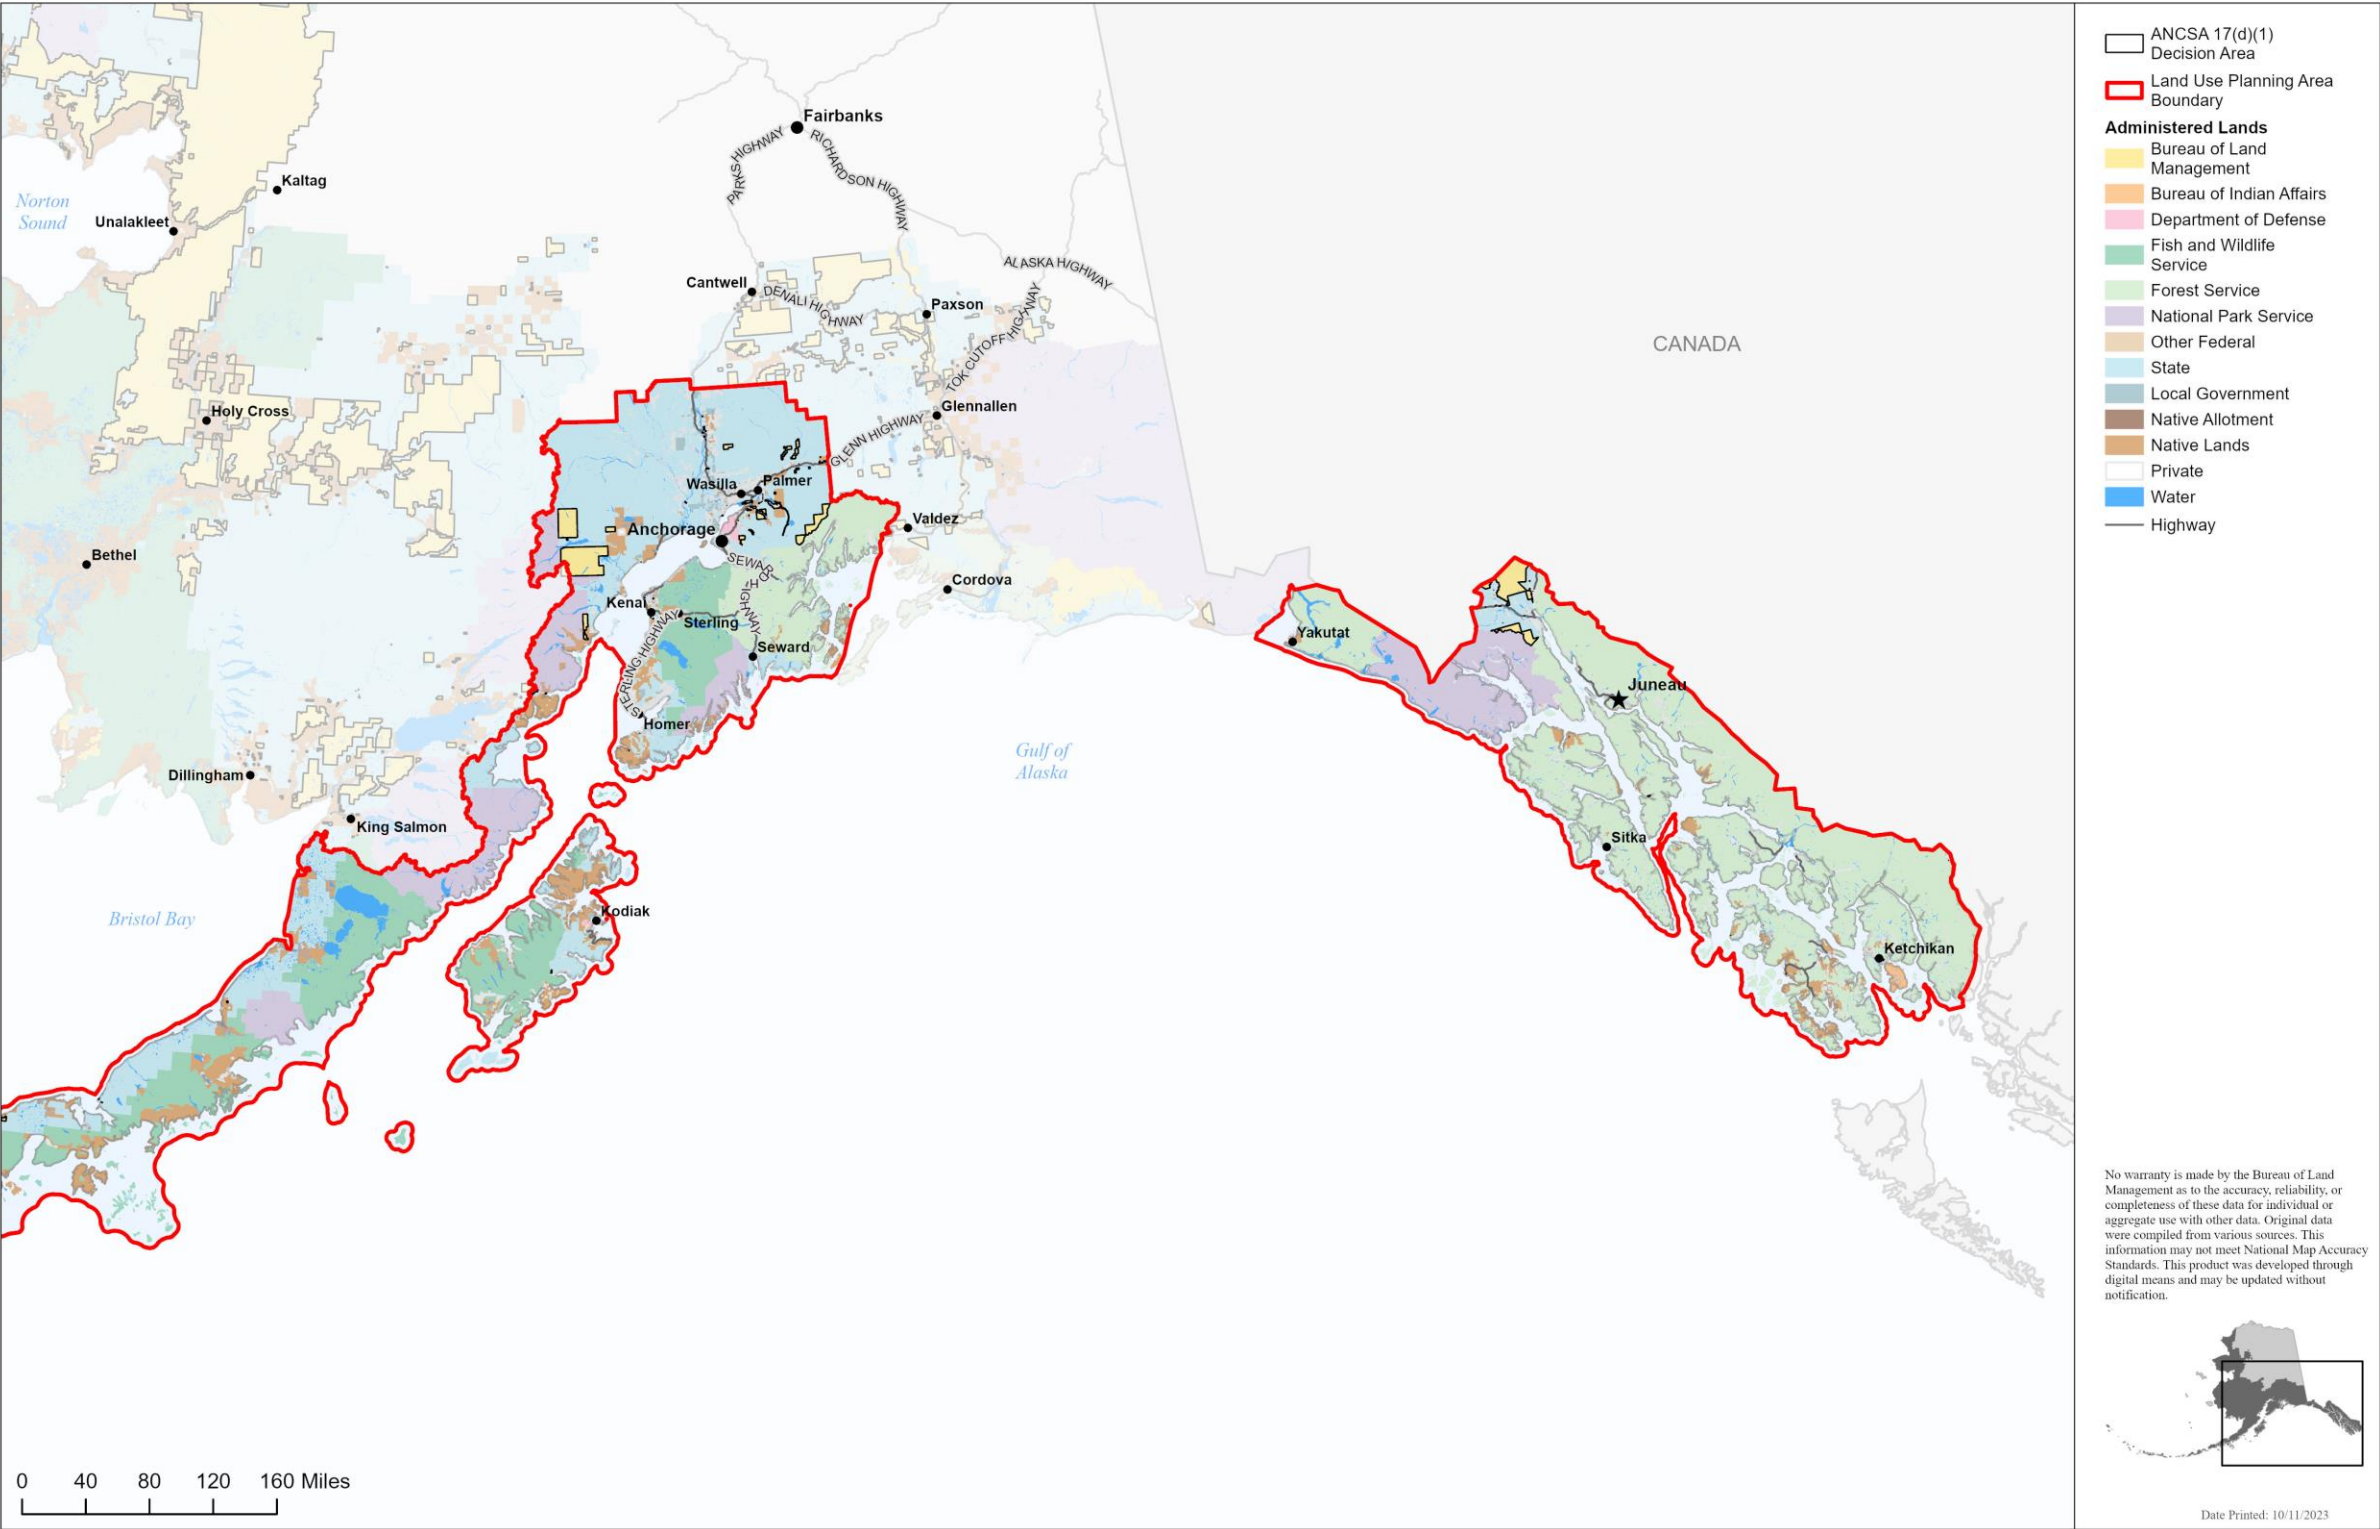 Fairbanks
PARKS HIGHWAY
RICHARDSON HIGHWAY
Kaltag
Norton
Sound
Unalakleet
ALASKA HIGHWAY
Cantwell
DENALI HIGHWAY
Paxson
TOK CUTOFF HIGHWAY
CANADA
Holy Cross
Glennallen
GLENN HIGHWAY
Wasilla
Palmer
Anchorage
Valdez
SEWARD HIGHWAY
Bethel
Cordova
Kenai
Sterling
STERLING HIGHWAY
Yakutat
Seward
Juneau
Homer
Gulf of
Alaska
Dillingham
King Salmon
Sitka
Kodiak
Bristol Bay
Ketchikan
0 40 80 120 160 Miles
ANCSA 17(d)(1)
Decision Area
Land Use Planning Area
Boundary
Administered Lands
Bureau of Land
Management
Bureau of Indian Affairs
Department of Defense
Fish and Wildlife
Service
Forest Service
National Park Service
Other Federal
State
Local Government
Native Allotment
Native Lands
Private
Water
Highway
No warranty is made by the Bureau of Land
Management as to the accuracy, reliability, or
completeness of these data for individual or
aggregate use with other data. Original data
were compiled from various sources. This
information may not meet National Map Accuracy
Standards. This product was developed through
digital means and may be updated without
notification.
Date Printed: 10/11/2023